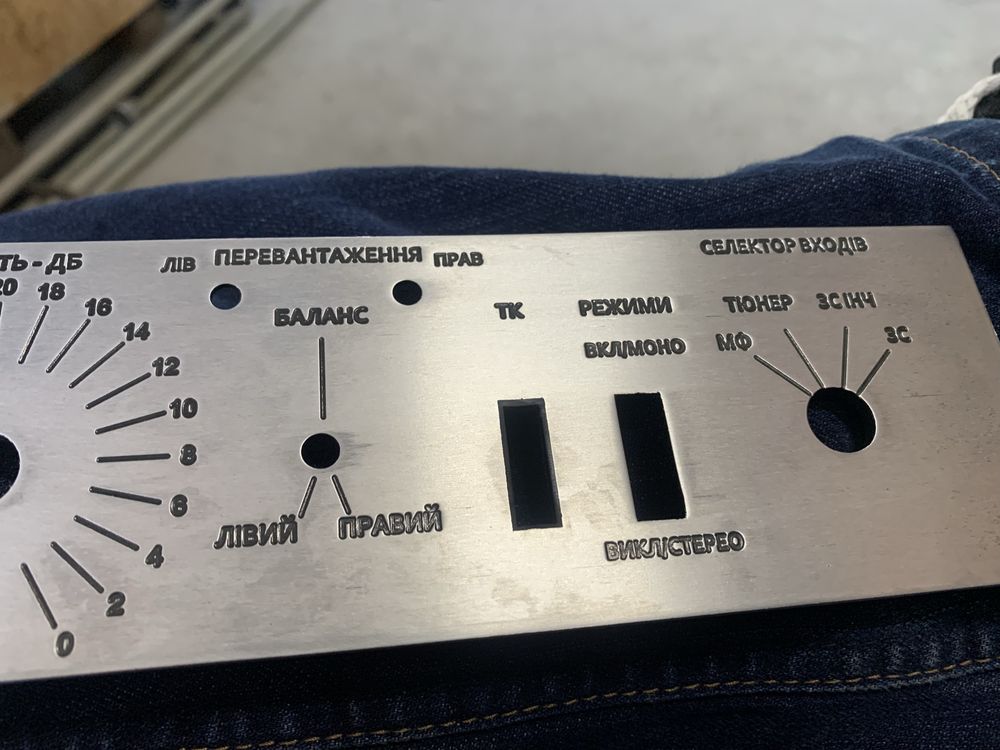 ТЬ - ДБ
20
18
16
14
12
10
8
6
4
2
0
ЛІВ ПЕРЕВАНТАЖЕННЯ ПРАВ
БАЛАНС
ЛІВИЙ ПРАВИЙ
ТК
РЕЖИМИ
ВКЛ/МОНО
ВИКЛ/СТЕРЕО
СЕЛЕКТОР ВХОДІВ
МФ
ТЮНЕР
ЗС ІНЧ
ЗС